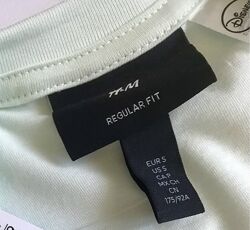 H&M
REGULAR FIT
EUR S
US S
CA P
MX CH
CN
175/92A